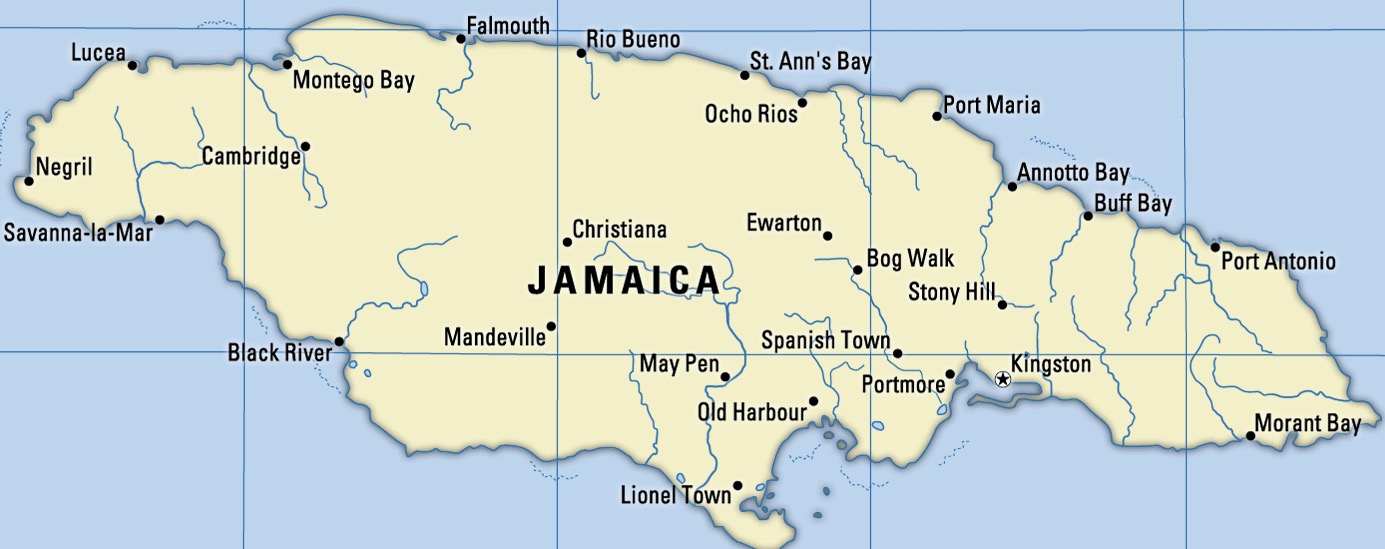 Falmouth
Rio Bueno
Lucea
St. Ann's Bay
Montego Bay
Ocho Rios
Port Maria
Cambridge
Negril
Annotto Bay
Buff Bay
Savanna-la-Mar
Christiana
Ewarton
Bog Walk
Port Antonio
JAMAICA
Stony Hill
Mandeville
Spanish Town
Black River
May Pen
Kingston
Portmore
Old Harbour
Morant Bay
Lionel Town